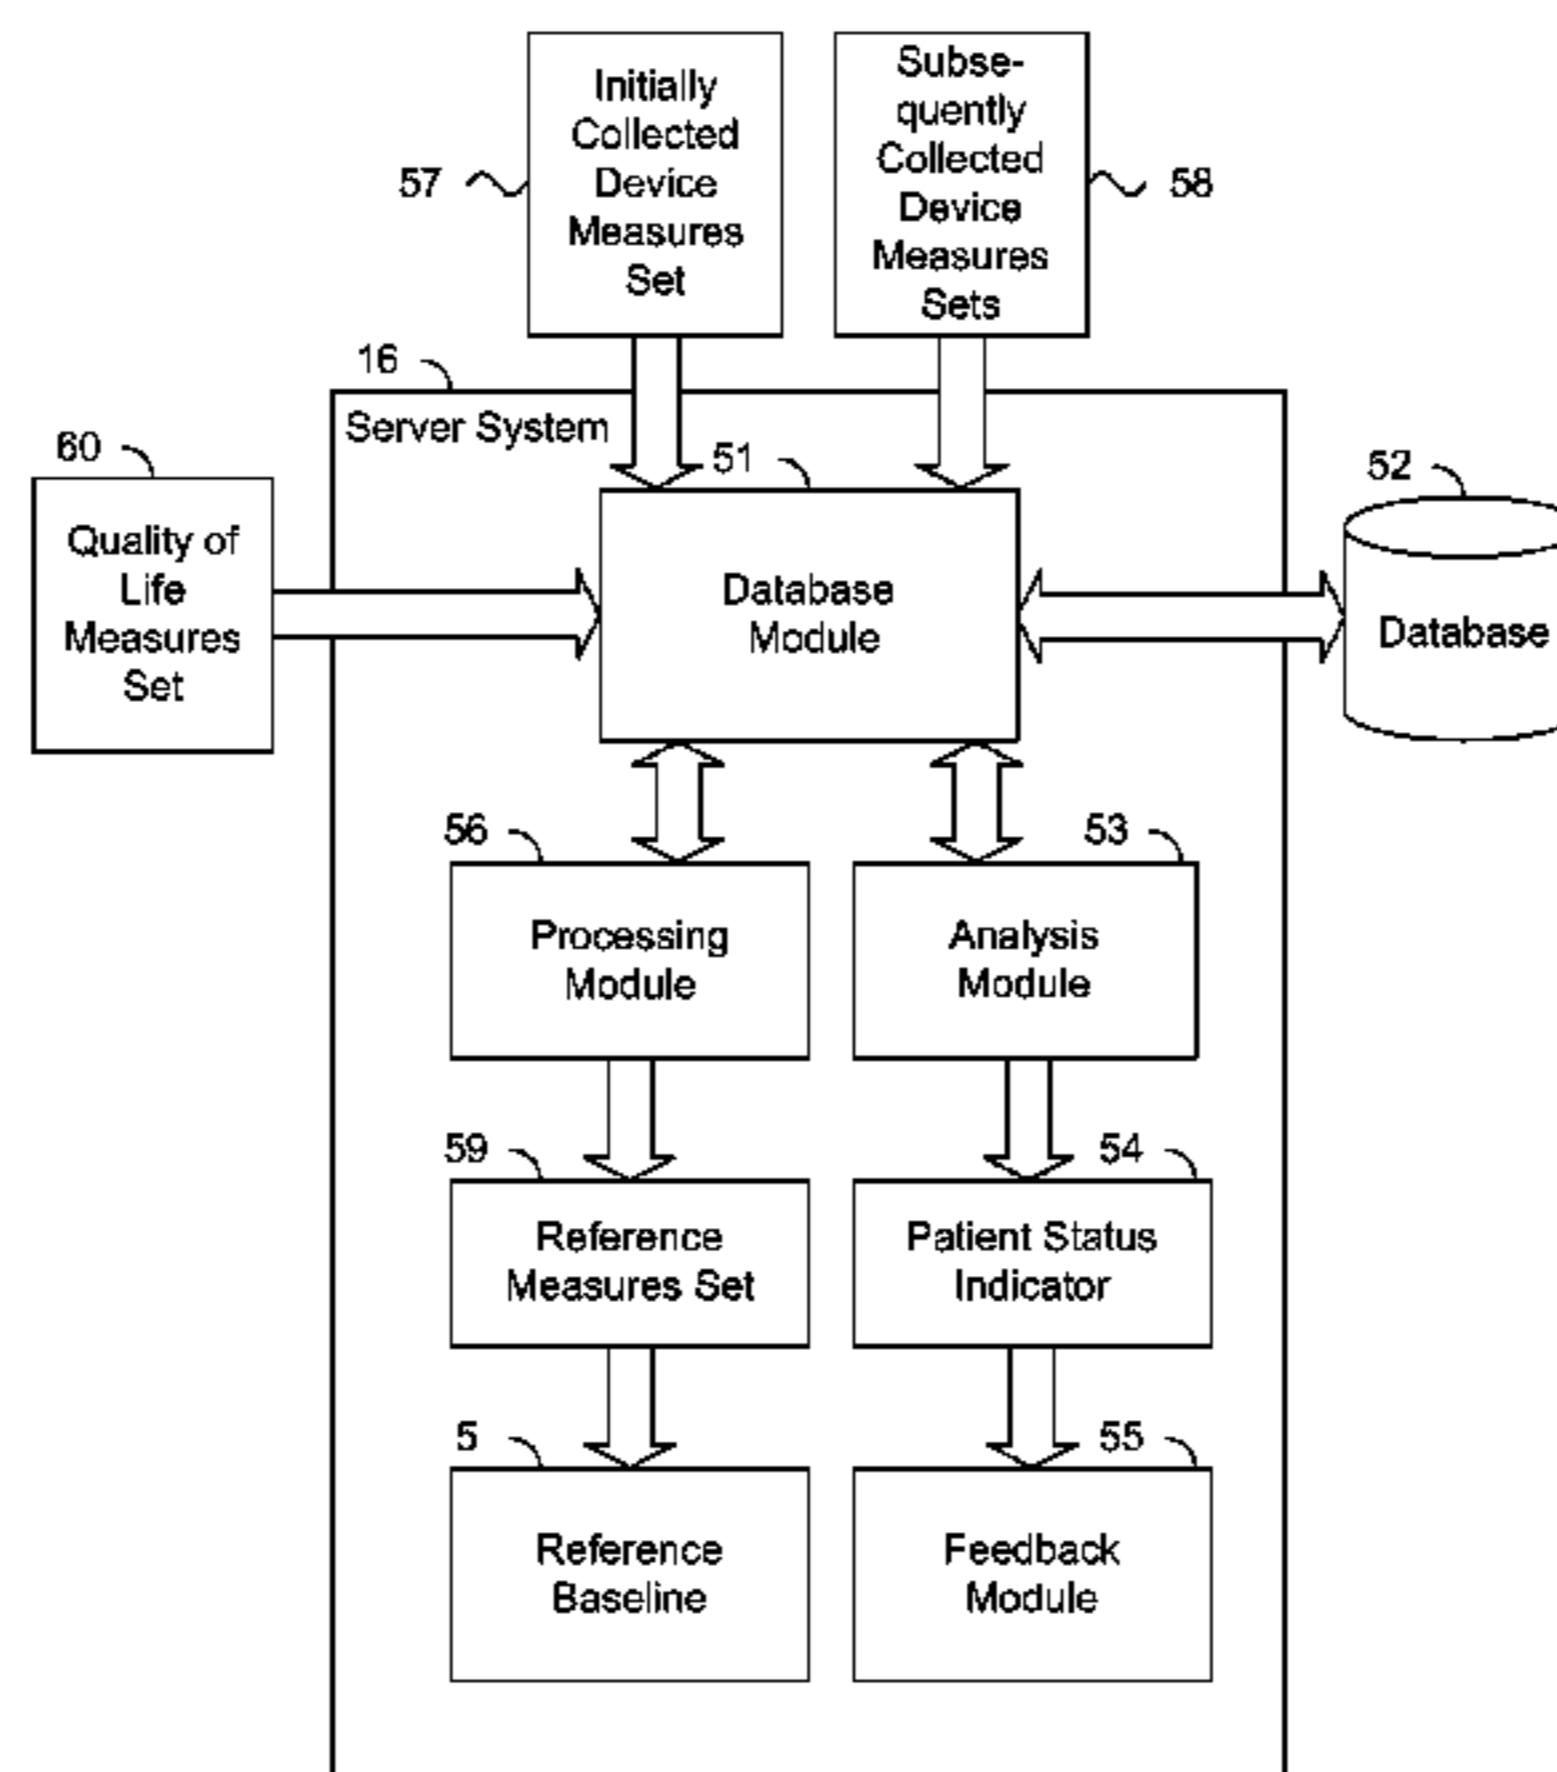 Initially
Collected
Device
Measures
Set
57
Subse-
quently
Collected
Device
Measures
Sets
58
16
Server System
60
Quality of
Life
Measures
Set
51
Database
Module
52
Database
56
Processing
Module
53
Analysis
Module
59
Reference
Measures Set
54
Patient Status
Indicator
5
Reference
Baseline
55
Feedback
Module